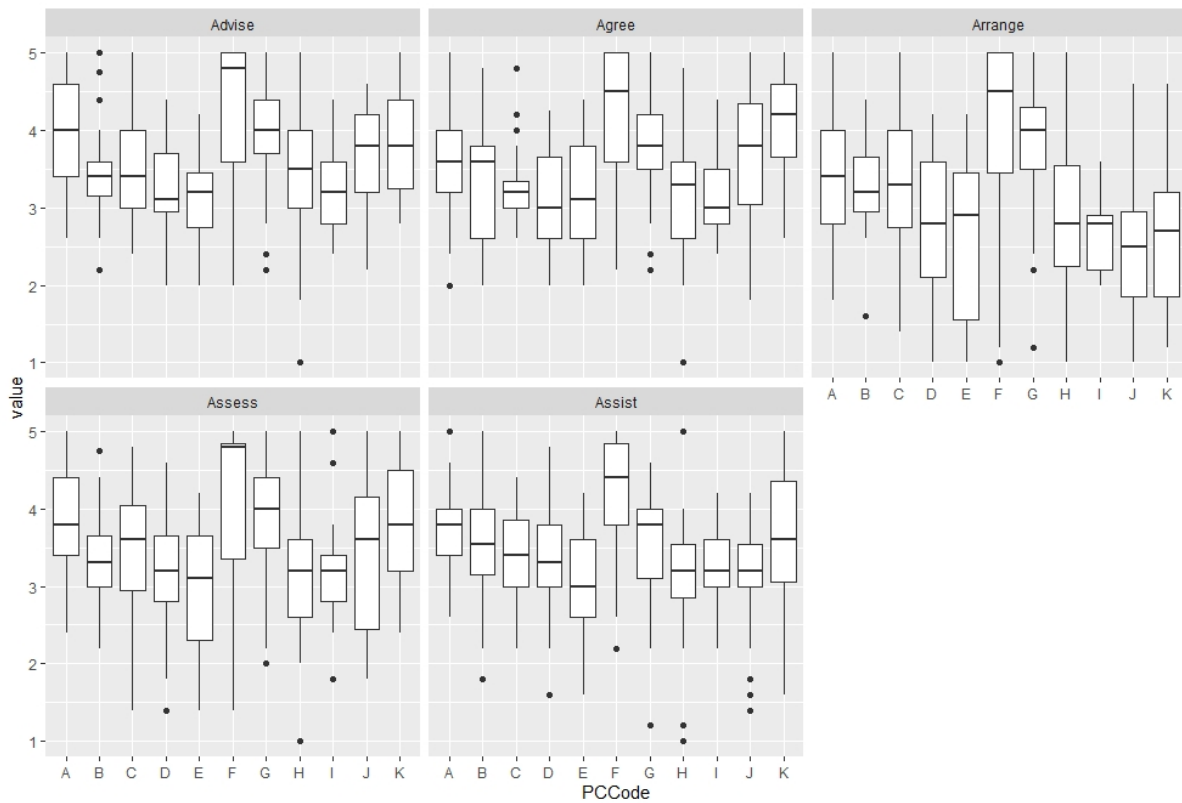 Advise
Agree
Arrange
5
4
3
2
1
A B C D E F G H I J K
value
Assess
Assist
5
4
3
2
1
A B C D E F G H I J K
A B C D E F G H I J K
PCCode